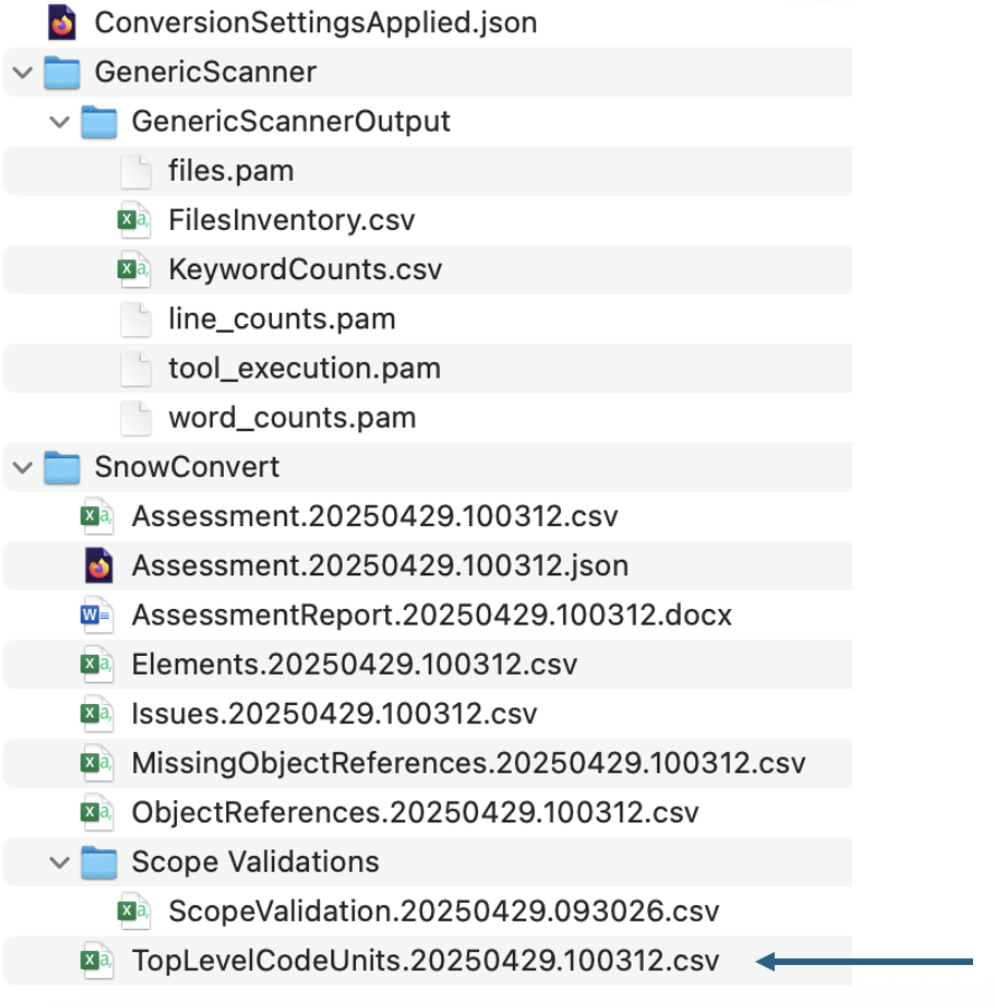 ConversionSettingsApplied.json
GenericScanner
GenericScannerOutput
files.pam
FilesInventory.csv
KeywordCounts.csv
line_counts.pam
tool_execution.pam
word_counts.pam
SnowConvert
Assessment.20250429.100312.csv
Assessment.20250429.100312.json
AssessmentReport.20250429.100312.docx
Elements.20250429.100312.csv
Issues.20250429.100312.csv
MissingObjectReferences.20250429.100312.csv
ObjectReferences.20250429.100312.csv
Scope Validations
ScopeValidation.20250429.093026.csv
TopLevelCodeUnits.20250429.100312.csv